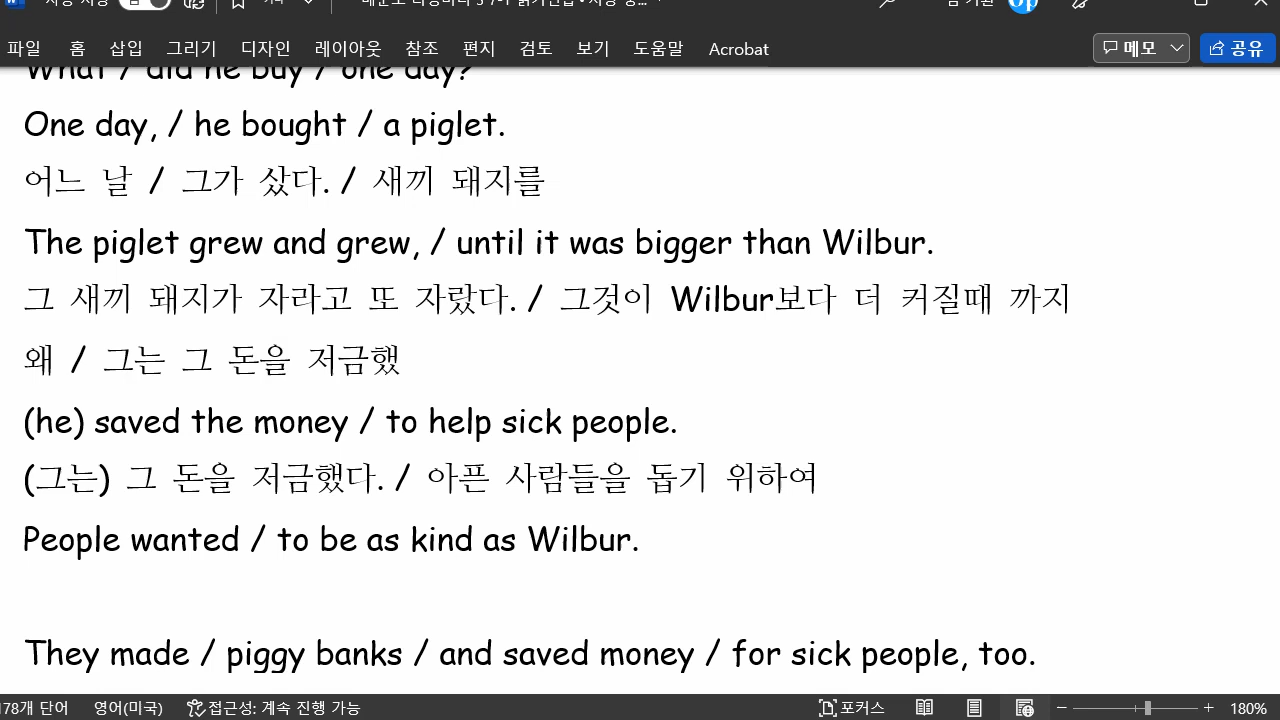 파일 홈 삽입 그리기 디자인 레이아웃 참조 편지 검토 보기 도움말 Acrobat 메모 공유
What / did he buy / one day?
One day, / he bought / a piglet.
어느 날 / 그가 샀다. / 새끼 돼지를
The piglet grew and grew, / until it was bigger than Wilbur.
그 새끼 돼지가 자라고 또 자랐다. / 그것이 Wilbur보다 더 커질때 까지
왜 / 그는 그 돈을 저금했
(he) saved the money / to help sick people.
(그는) 그 돈을 저금했다. / 아픈 사람들을 돕기 위하여
People wanted / to be as kind as Wilbur.
They made / piggy banks / and saved money / for sick people, too.
178개 단어 영어(미국) 접근성: 계속 진행 가능 포커스 180%